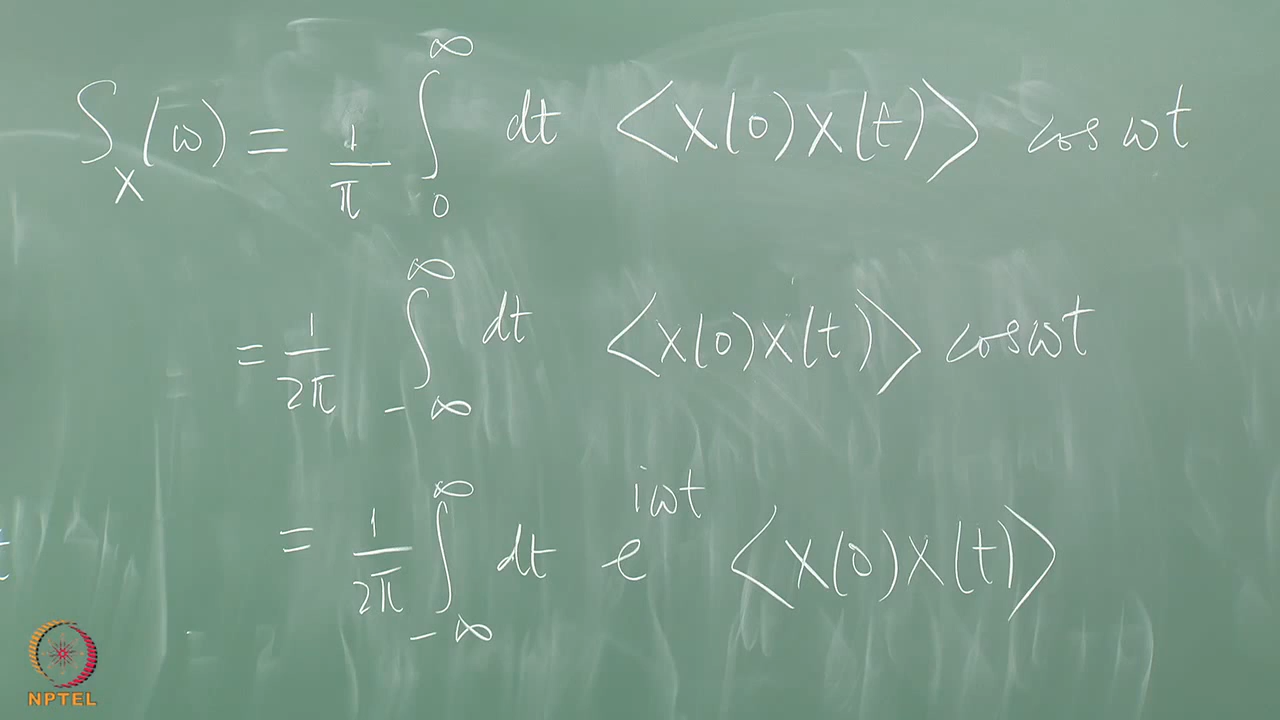 S_X(ω) = 1/π ∫_0^∞ dt ⟨X(0)X(t)⟩ cos ωt
= 1/2π ∫_{-∞}^∞ dt ⟨X(0)X(t)⟩ cos ωt
= 1/2π ∫_{-∞}^∞ dt e^{iωt} ⟨X(0)X(t)⟩
NPTEL